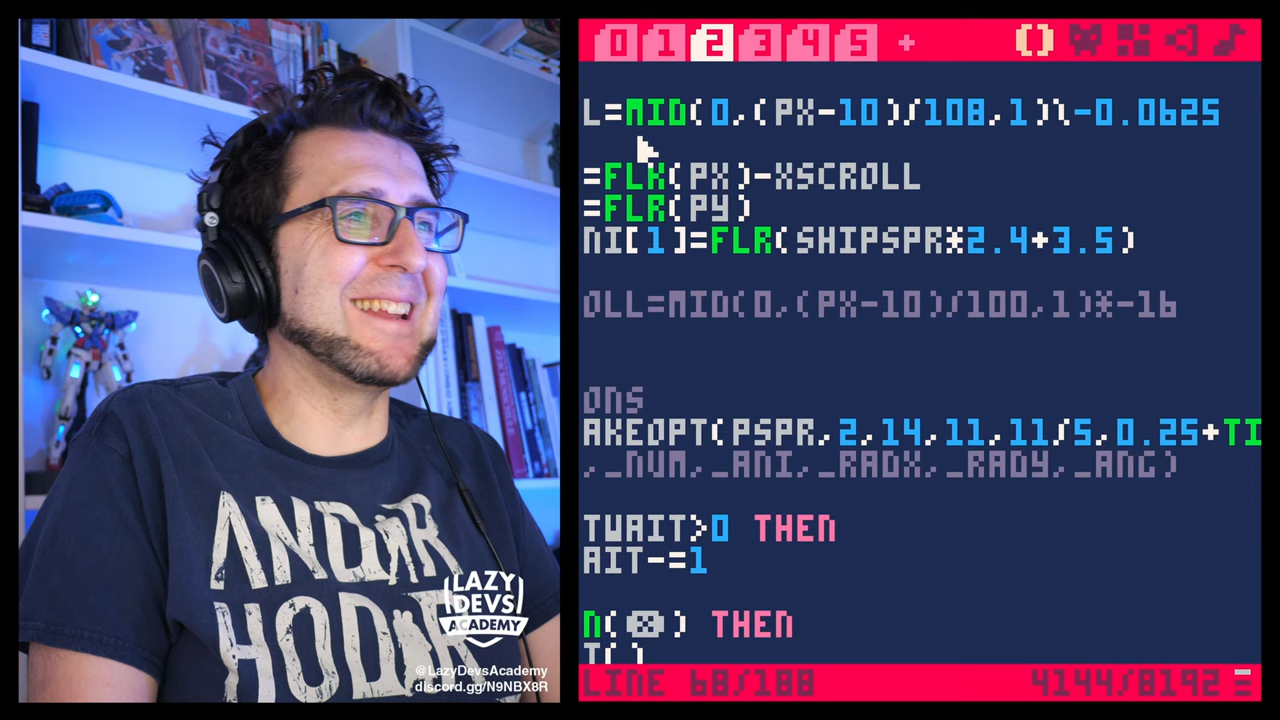 0 1 2 3 4 5 +
L=MID(0,(PX-10)/108,1)\-0.0625
=FLR(PX)-XSCROLL
=FLR(PY)
NI[1]=FLR(SHIPSPR*2.4+3.5)
OLL=MID(0,(PX-10)/100,1)*-16
ONS
AKEOPT(PSPR,2,14,11,11/5,0.25+TI
,_NUM,_ANI,_RADX,_RADY,_ANG)
TWAIT>0 THEN
AIT-=1
N(❎) THEN
T()
LINE 68/188
4144/8192
ANDOR
HODOR
LAZY
DEVS
ACADEMY
@LazyDevsAcademy
discord.gg/N9NBX8R